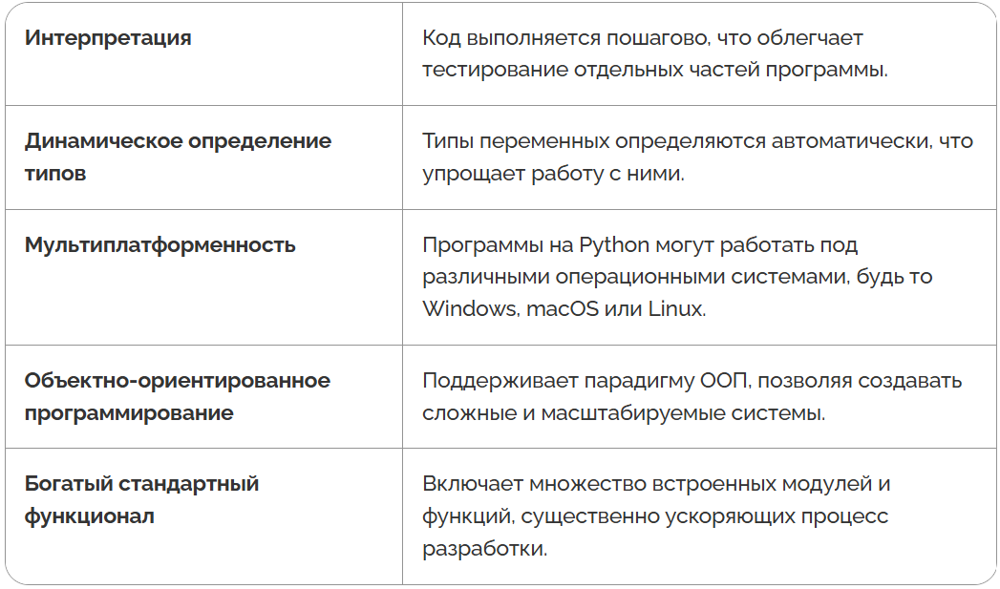 Интерпретация
Код выполняется пошагово, что облегчает
тестирование отдельных частей программы.
Динамическое определение
типов
Типы переменных определяются автоматически, что
упрощает работу с ними.
Мультиплатформенность
Программы на Python могут работать под
различными операционными системами, будь то
Windows, macOS или Linux.
Объектно-ориентированное
программирование
Поддерживает парадигму ООП, позволяя создавать
сложные и масштабируемые системы.
Богатый стандартный
функционал
Включает множество встроенных модулей и
функций, существенно ускоряющих процесс
разработки.